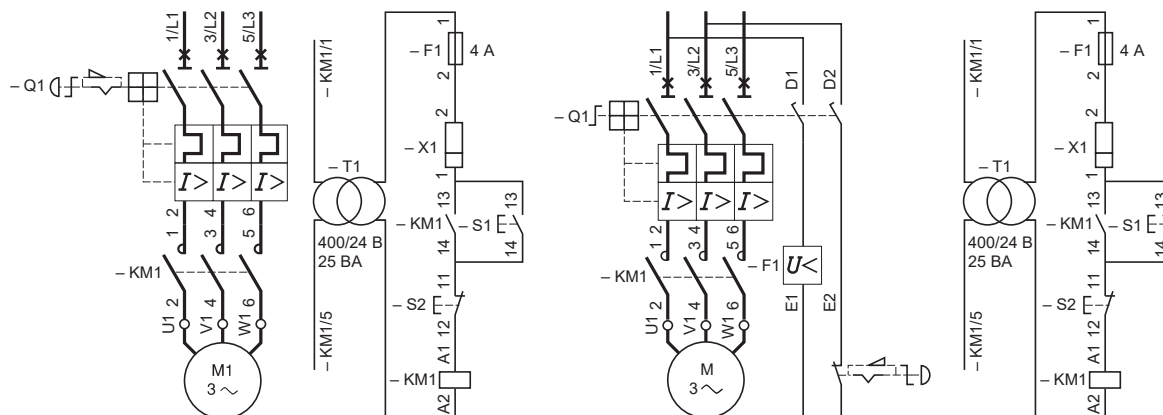 1/L1
3/L2
5/L3
– Q1
I>
I>
I>
2
4
6
1
3
5
– KM1
2
4
6
U1
V1
W1
M1
3 ~
– KM1/1
– T1
400/24 В
25 ВА
– KM1/5
1
– F1
4 A
2
2
– X1
1
13
– KM1
14
13
– S1
14
11
– S2
12
A1
– KM1
A2
1/L1
3/L2
5/L3
D1
D2
– Q1
I>
I>
I>
2
4
6
1
3
5
– KM1
2
4
6
U1
V1
W1
M
3 ~
– F1
U<
E1
E2
– KM1/1
– T1
400/24 В
25 ВА
– KM1/5
1
– F1
4 A
2
2
– X1
1
13
– KM1
14
13
– S1
14
11
– S2
12
A1
– KM1
A2